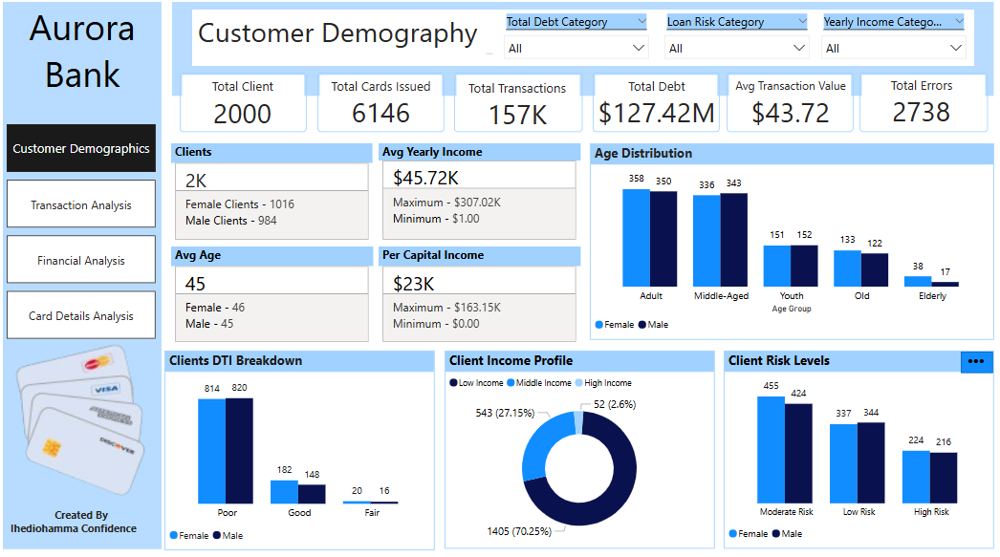 Aurora
Bank
Customer Demographics
Transaction Analysis
Financial Analysis
Card Details Analysis
VISA
DISCOVER
Created By
Ihediohamma Confidence
Customer Demography
Total Debt Category
All
Loan Risk Category
All
Yearly Income Catego...
All
Total Client
2000
Total Cards Issued
6146
Total Transactions
157K
Total Debt
$127.42M
Avg Transaction Value
$43.72
Total Errors
2738
Clients
2K
Female Clients - 1016
Male Clients - 984
Avg Yearly Income
$45.72K
Maximum - $307.02K
Minimum - $1.00
Avg Age
45
Female - 46
Male - 45
Per Capital Income
$23K
Maximum - $163.15K
Minimum - $0.00
Age Distribution
358 350
336 343
151 152
133 122
38 17
Adult Middle-Aged Youth Old Elderly
Age Group
Female Male
Clients DTI Breakdown
814 820
182 148
20 16
Poor Good Fair
Female Male
Client Income Profile
Low Income Middle Income High Income
52 (2.6%)
543 (27.15%)
1405 (70.25%)
Client Risk Levels
455 424
337 344
224 216
Moderate Risk Low Risk High Risk
Female Male